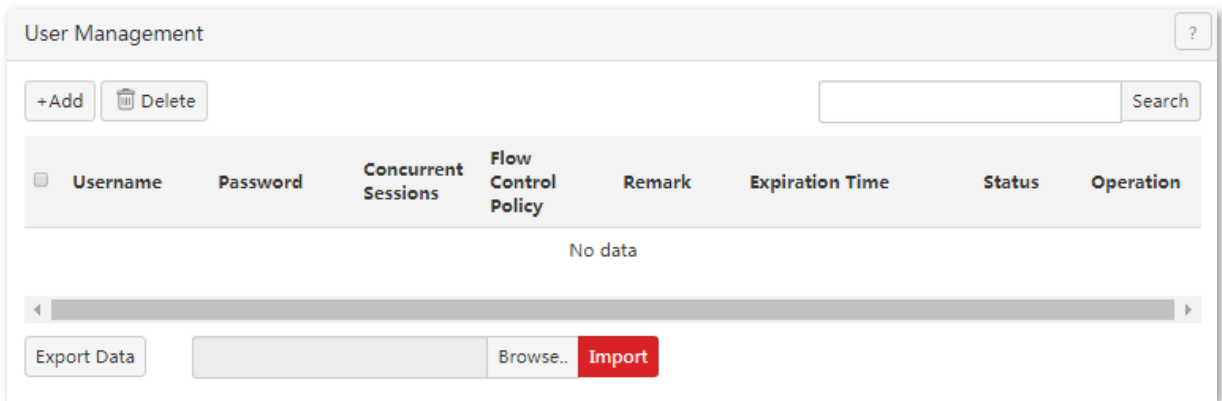 User Management
?
+Add
Delete
Search
Username Password Concurrent Sessions Flow Control Policy Remark Expiration Time Status Operation
No data
Export Data
Browse..
Import